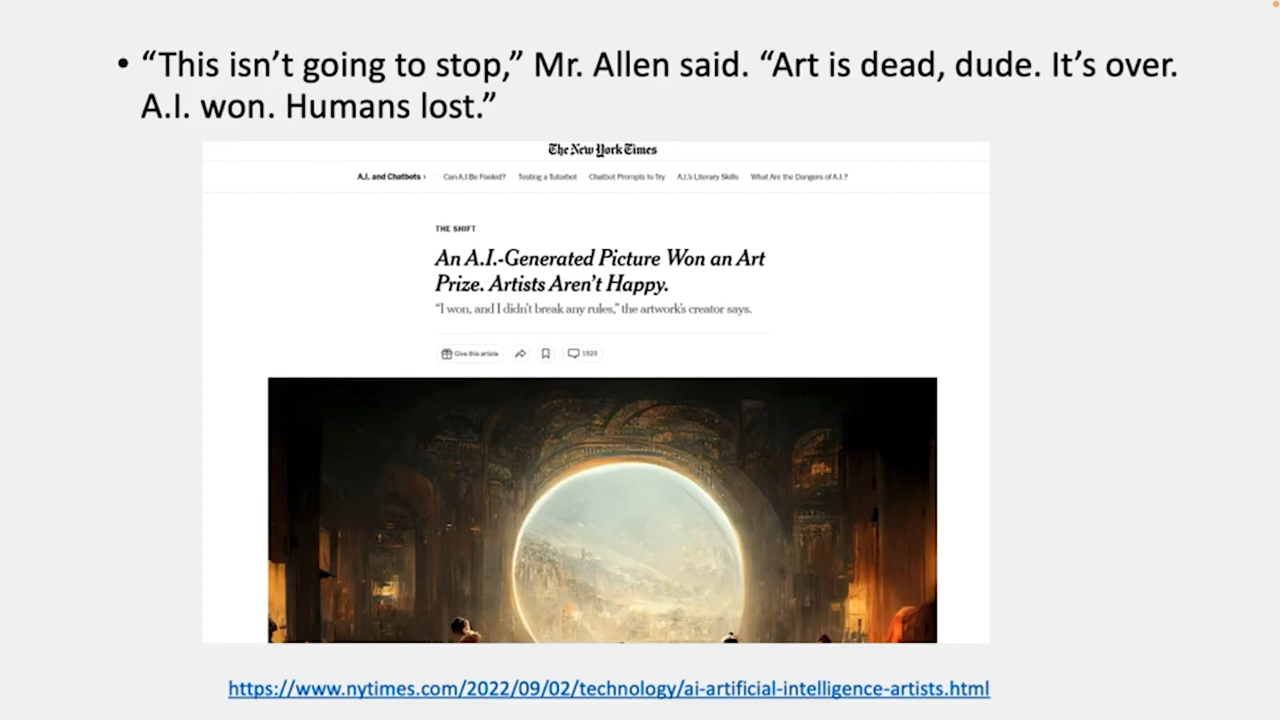 • “This isn’t going to stop,” Mr. Allen said. “Art is dead, dude. It’s over.
A.I. won. Humans lost.”
The New York Times
A.I. and Chatbots › Can A.I Be Fooled? Testing a Tutorbot Chatbot Prompts to Try A.I.'s Literary Skills What Are the Dangers of A.I.?
THE SHIFT
An A.I.-Generated Picture Won an Art
Prize. Artists Aren’t Happy.
“I won, and I didn’t break any rules,” the artwork’s creator says.
Give this article
https://www.nytimes.com/2022/09/02/technology/ai-artificial-intelligence-artists.html